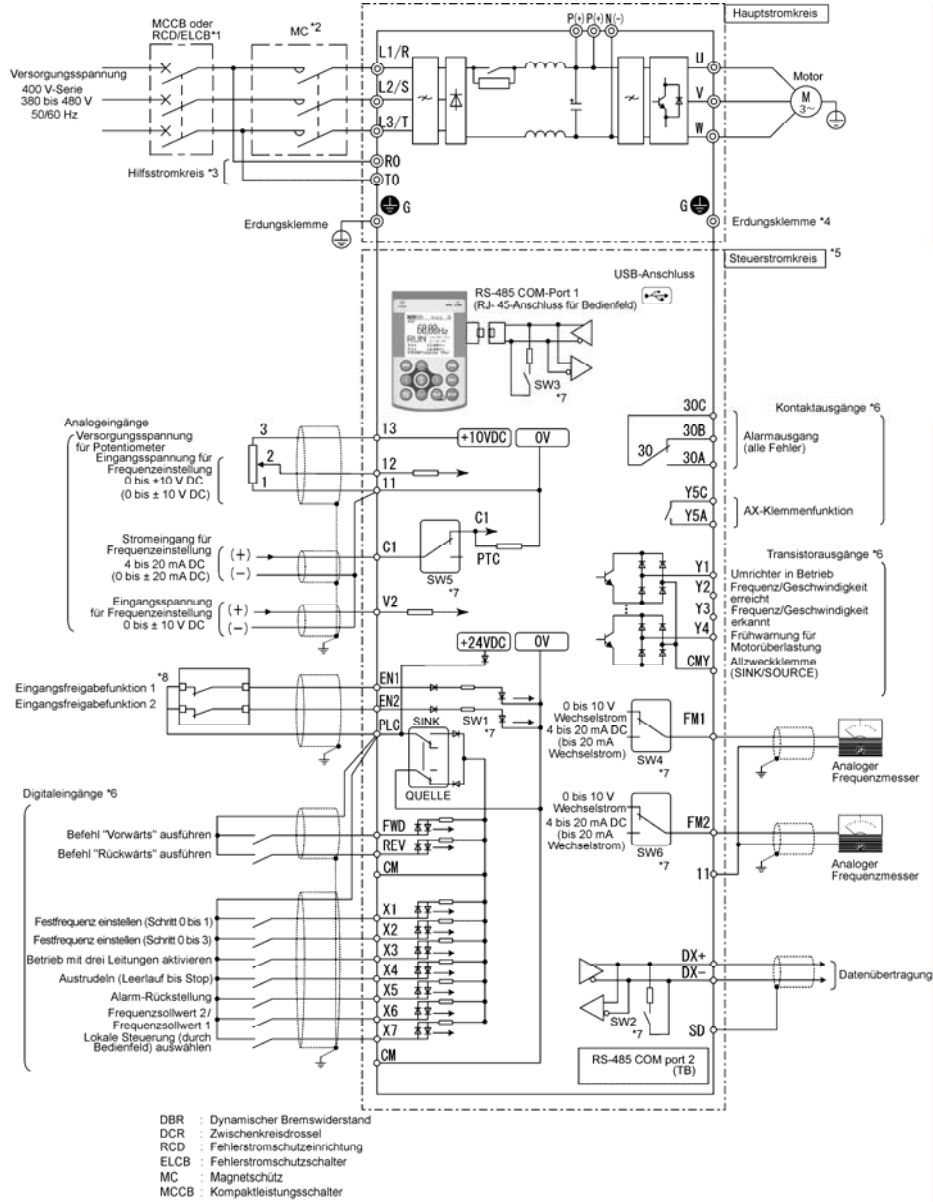 MCCB oder
RCD/ELCB*1
MC*2
P(+) P(+) N(-)
Hauptstromkreis
L1/R
U
Versorgungsspannung
400 V-Serie
380 bis 480 V
50/60 Hz
L2/S
V
Motor
M
3~
L3/T
W
Hilfsstromkreis *3
R0
T0
G
G
Erdungsklemme
Erdungsklemme *4
Steuerstromkreis *5
USB-Anschluss
RS-485 COM-Port 1
(RJ- 45-Anschluss für Bedienfeld)
60.00Hz
RUN
SW3
*7
Analogeingänge
Versorgungsspannung
für Potentiometer
Eingangsspannung für
Frequenzeinstellung
0 bis +10 V DC
(0 bis ± 10 V DC)
3
2
1
13
12
11
+10VDC
0V
30C
30B
30
30A
Kontaktausgänge *6
Alarmausgang
(alle Fehler)
Y5C
Y5A
AX-Klemmenfunktion
Stromeingang für
Frequenzeinstellung
4 bis 20 mA DC
(0 bis ± 20 mA DC)
(+)
(-)
C1
C1
PTC
SW5
*7
Eingangsspannung
für Frequenzeinstellung
0 bis ± 10 V DC
(+)
(-)
V2
Transistorausgänge *6
Y1
Y2
Y3
Y4
CMY
Umrichter in Betrieb
Frequenz/Geschwindigkeit
erreicht
Frequenz/Geschwindigkeit
erkannt
Frühwarnung für
Motorüberlastung
Allzweckklemme
(SINK/SOURCE)
+24VDC
0V
*8
Eingangsfreigabefunktion 1
Eingangsfreigabefunktion 2
EN1
EN2
PLC
SINK
SW1
*7
QUELLE
0 bis 10 V
Wechselstrom
4 bis 20 mA DC
(bis 20 mA
Wechselstrom)
SW4
*7
FM1
Analoger
Frequenzmesser
0 bis 10 V
Wechselstrom
4 bis 20 mA DC
(bis 20 mA
Wechselstrom)
SW6
*7
FM2
11
Analoger
Frequenzmesser
Digitaleingänge *6
Befehl "Vorwärts" ausführen
Befehl "Rückwärts" ausführen
FWD
REV
CM
Festfrequenz einstellen (Schritt 0 bis 1)
Festfrequenz einstellen (Schritt 0 bis 3)
Betrieb mit drei Leitungen aktivieren
Austrudeln (Leerlauf bis Stop)
Alarm-Rückstellung
Frequenzsollwert 2/
Frequenzsollwert 1
Lokale Steuerung (durch
Bedienfeld) auswählen
X1
X2
X3
X4
X5
X6
X7
CM
DX+
DX-
SD
Datenübertragung
SW2
*7
RS-485 COM port 2
(TB)
DBR : Dynamischer Bremswiderstand
DCR : Zwischenkreisdrossel
RCD : Fehlerstromschutzeinrichtung
ELCB : Fehlerstromschutzschalter
MC : Magnetschütz
MCCB : Kompaktleistungsschalter